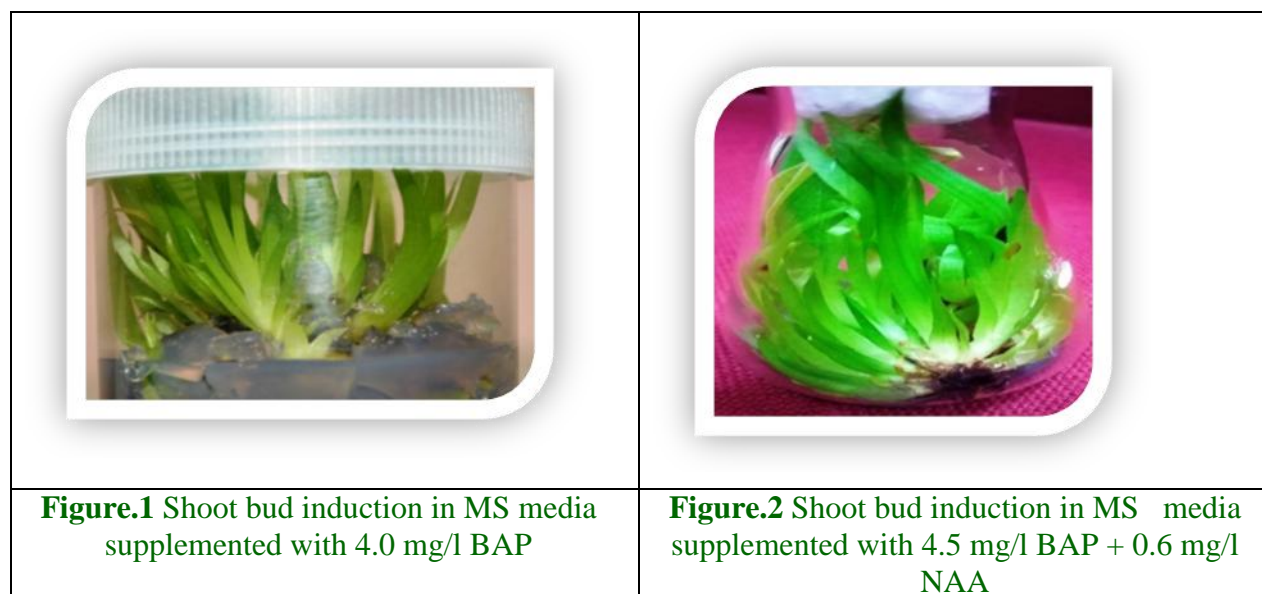 Figure.1 Shoot bud induction in MS media
supplemented with 4.0 mg/l BAP
Figure.2 Shoot bud induction in MS media
supplemented with 4.5 mg/l BAP + 0.6 mg/l
NAA